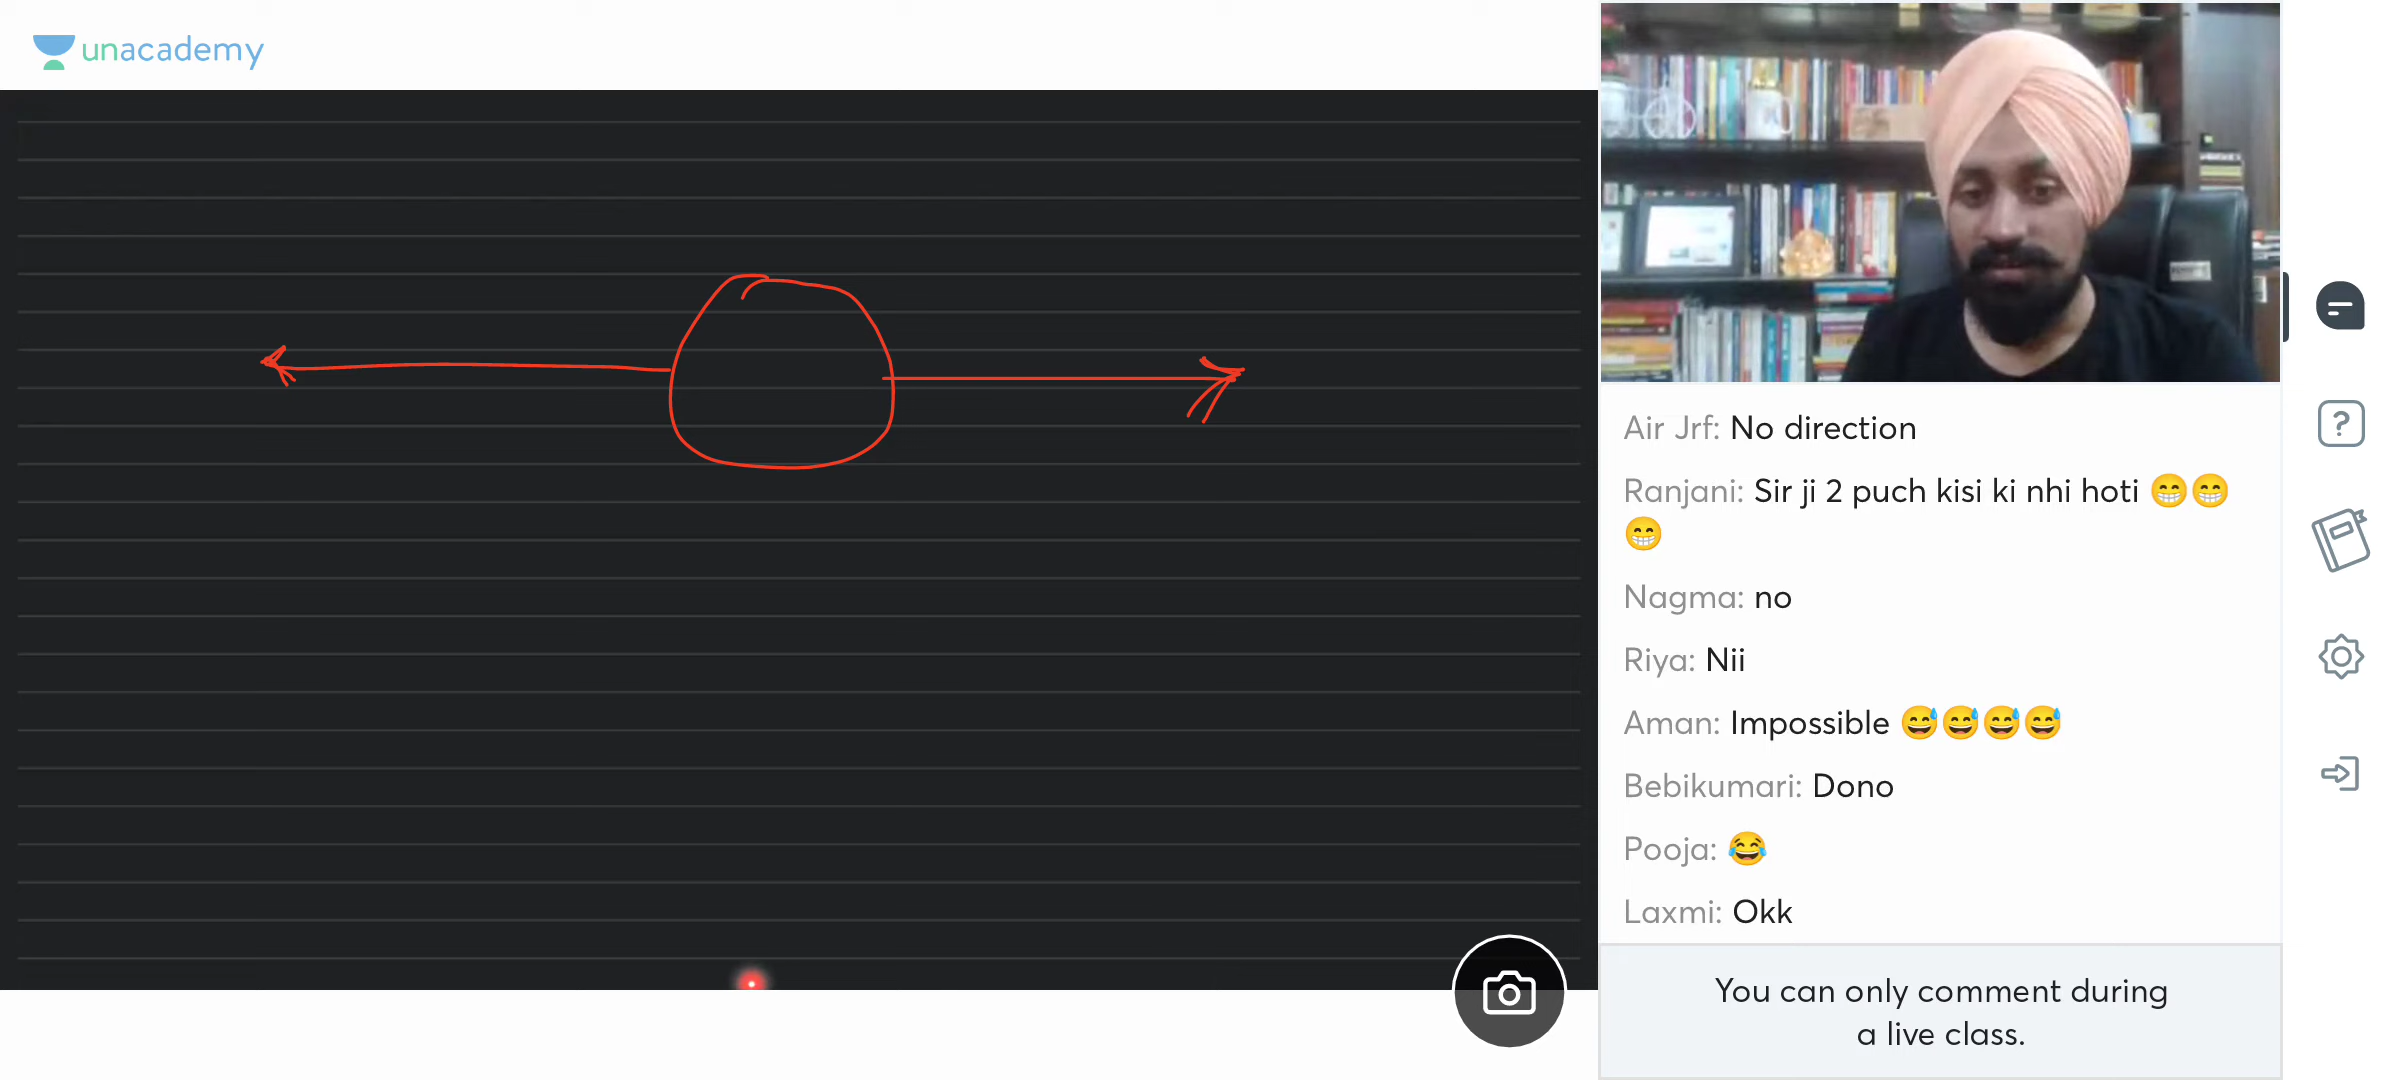 unacademy
Air Jrf: No direction
Ranjani: Sir ji 2 puch kisi ki nhi hoti 😁😁
😁
Nagma: no
Riya: Nii
Aman: Impossible 😅😅😅😅
Bebikumari: Dono
Pooja: 😂
Laxmi: Okk
You can only comment during
a live class.